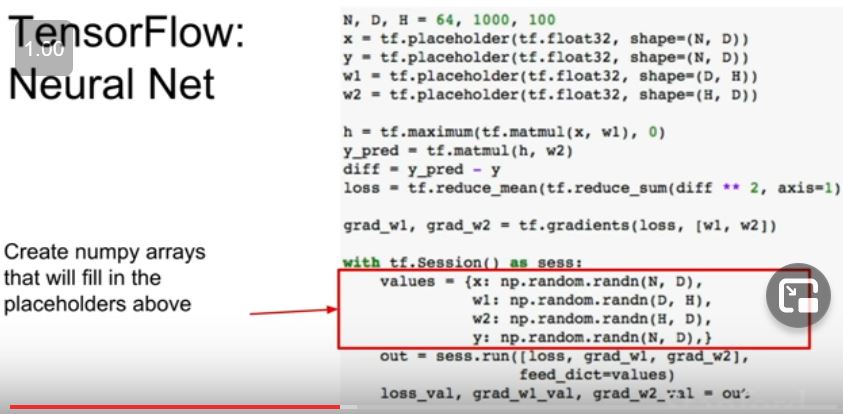 TensorFlow:
1.00
Neural Net
N, D, H = 64, 1000, 100
x = tf.placeholder(tf.float32, shape=(N, D))
y = tf.placeholder(tf.float32, shape=(N, D))
w1 = tf.placeholder(tf.float32, shape=(D, H))
w2 = tf.placeholder(tf.float32, shape=(H, D))
h = tf.maximum(tf.matmul(x, w1), 0)
y_pred = tf.matmul(h, w2)
diff = y_pred - y
loss = tf.reduce_mean(tf.reduce_sum(diff ** 2, axis=1)
grad_w1, grad_w2 = tf.gradients(loss, [w1, w2])
Create numpy arrays
that will fill in the
placeholders above
with tf.Session() as sess:
values = {x: np.random.randn(N, D),
w1: np.random.randn(D, H),
w2: np.random.randn(H, D),
y: np.random.randn(N, D),}
out = sess.run([loss, grad_w1, grad_w2],
feed_dict=values)
loss_val, grad_w1_val, grad_w2_val = out